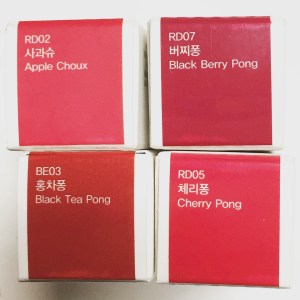 RD02
사과슈
Apple Choux
RD07
버찌퐁
Black Berry Pong
BE03
홍차퐁
Black Tea Pong
RD05
체리퐁
Cherry Pong